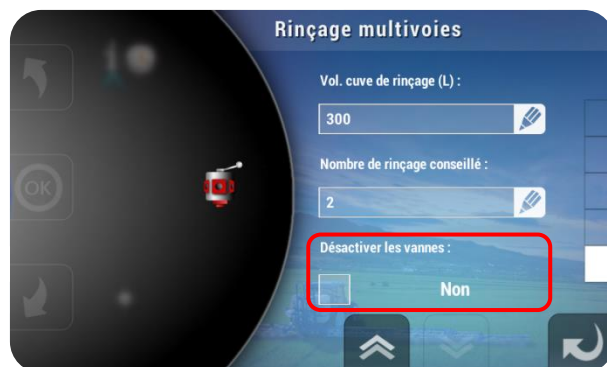 Rinçage multivoies
Vol. cuve de rinçage (L) :
300
Nombre de rinçage conseillé :
2
Désactiver les vannes :
Non
OK